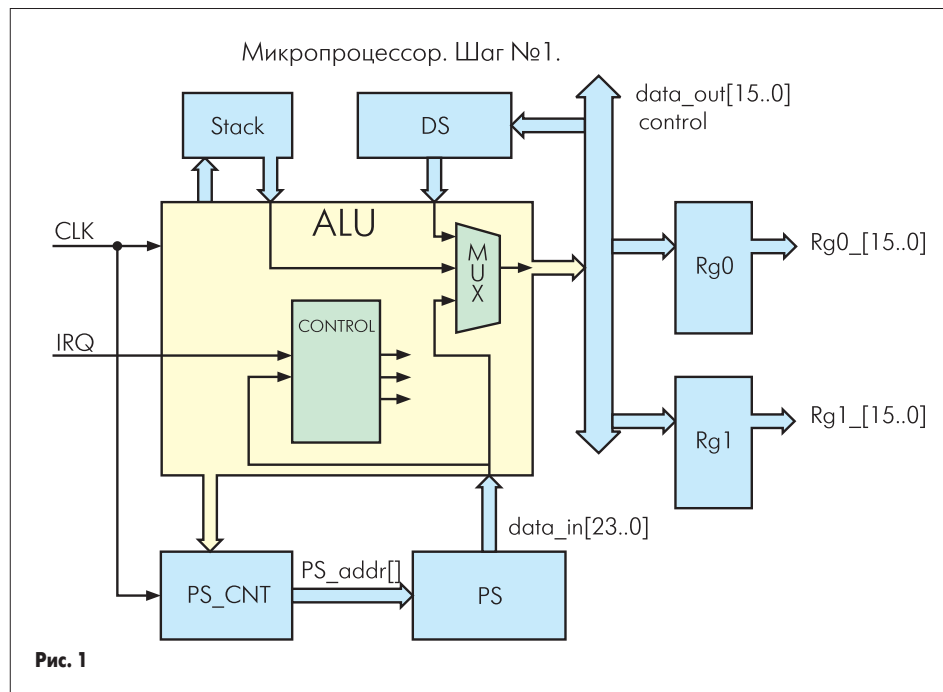 Микропроцессор. Шаг №1.
data_out[15..0]
control
Stack
DS
ALU
CLK
MUX
Rg0
Rg0_[15..0]
CONTROL
IRQ
Rg1
Rg1_[15..0]
data_in[23..0]
PS_CNT
PS_addr[]
PS
Рис. 1